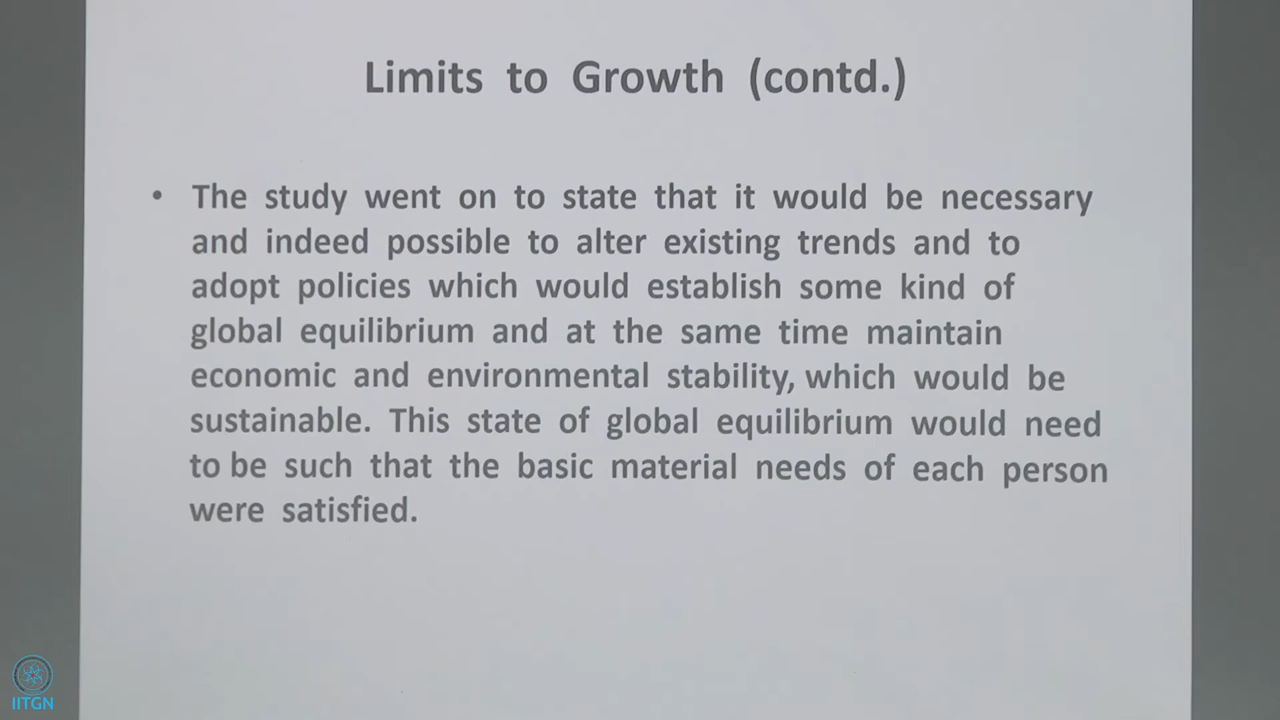 Limits to Growth (contd.)
• The study went on to state that it would be necessary
and indeed possible to alter existing trends and to
adopt policies which would establish some kind of
global equilibrium and at the same time maintain
economic and environmental stability, which would be
sustainable. This state of global equilibrium would need
to be such that the basic material needs of each person
were satisfied.
IITGN